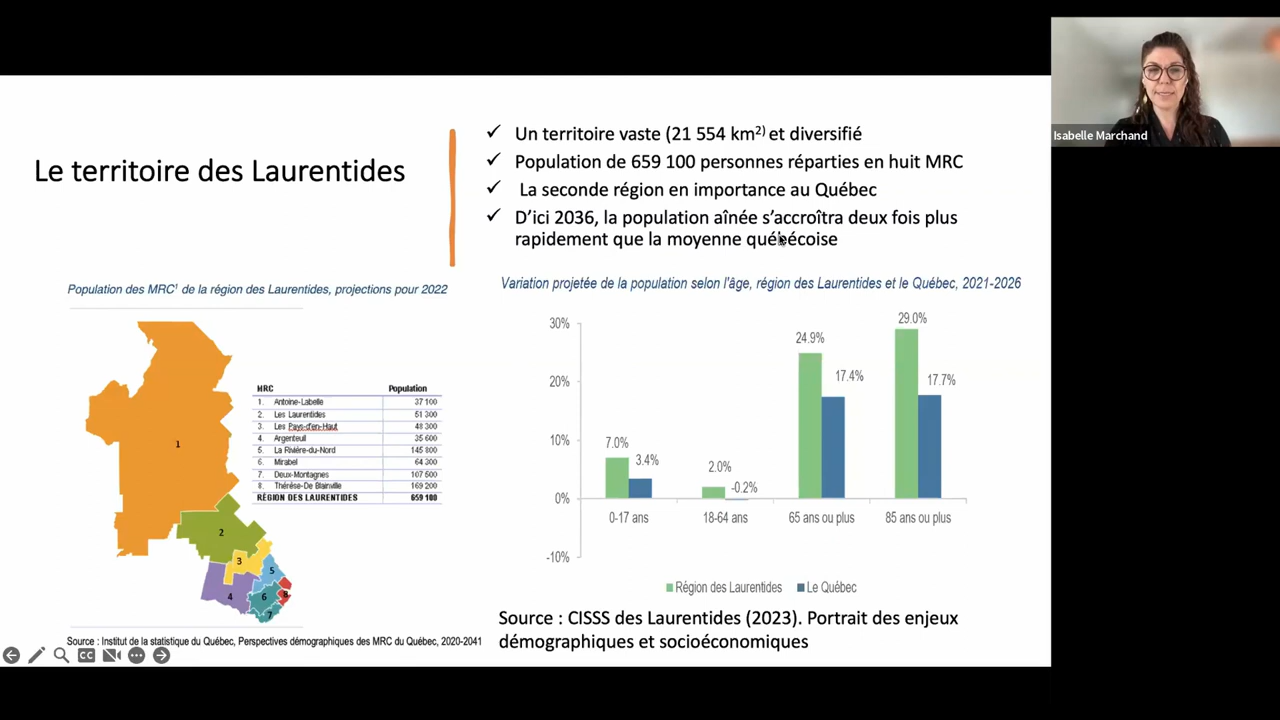 Le territoire des Laurentides
✓ Un territoire vaste (21 554 km²⁾ et diversifié
✓ Population de 659 100 personnes réparties en huit MRC
✓ La seconde région en importance au Québec
✓ D'ici 2036, la population aînée s'accroîtra deux fois plus
rapidement que la moyenne québécoise
Isabelle Marchand
Population des MRC¹ de la région des Laurentides, projections pour 2022
1
2
3
4
5
6
7
8
MRC Population
1. Antoine-Labelle 37 100
2. Les Laurentides 51 300
3. Les Pays-d'en-Haut 48 300
4. Argenteuil 35 600
5. La Rivière-du-Nord 145 800
6. Mirabel 64 300
7. Deux-Montagnes 107 500
8. Thérèse-De Blainville 169 200
RÉGION DES LAURENTIDES 659 100
Source : Institut de la statistique du Québec, Perspectives démographiques des MRC du Québec, 2020-2041
CC
Variation projetée de la population selon l'âge, région des Laurentides et le Québec, 2021-2026
30%
20%
10%
0%
-10%
7.0%
3.4%
2.0%
-0.2%
24.9%
17.4%
29.0%
17.7%
0-17 ans
18-64 ans
65 ans ou plus
85 ans ou plus
Région des Laurentides
Le Québec
Source : CISSS des Laurentides (2023). Portrait des enjeux
démographiques et socioéconomiques